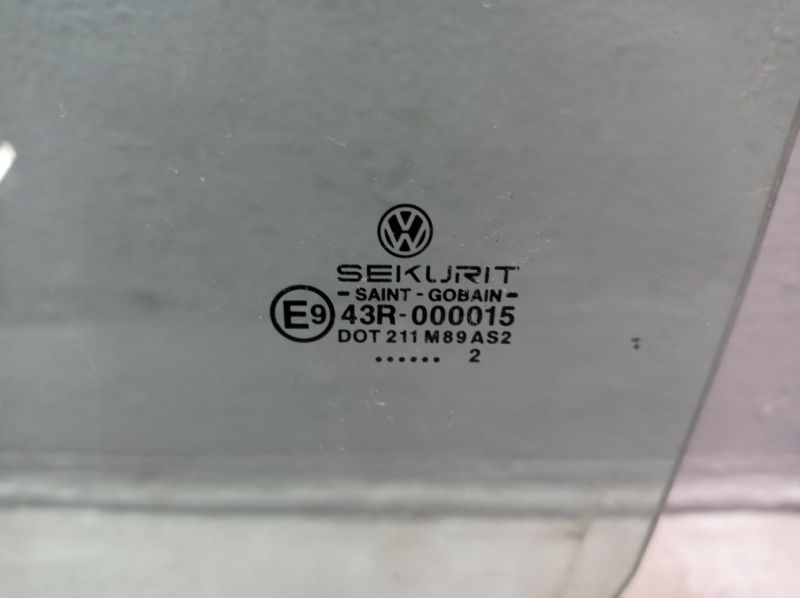 SEKURIT
- SAINT - GOBAIN -
E9 43R-000015
DOT 211 M89 AS2
...... 2